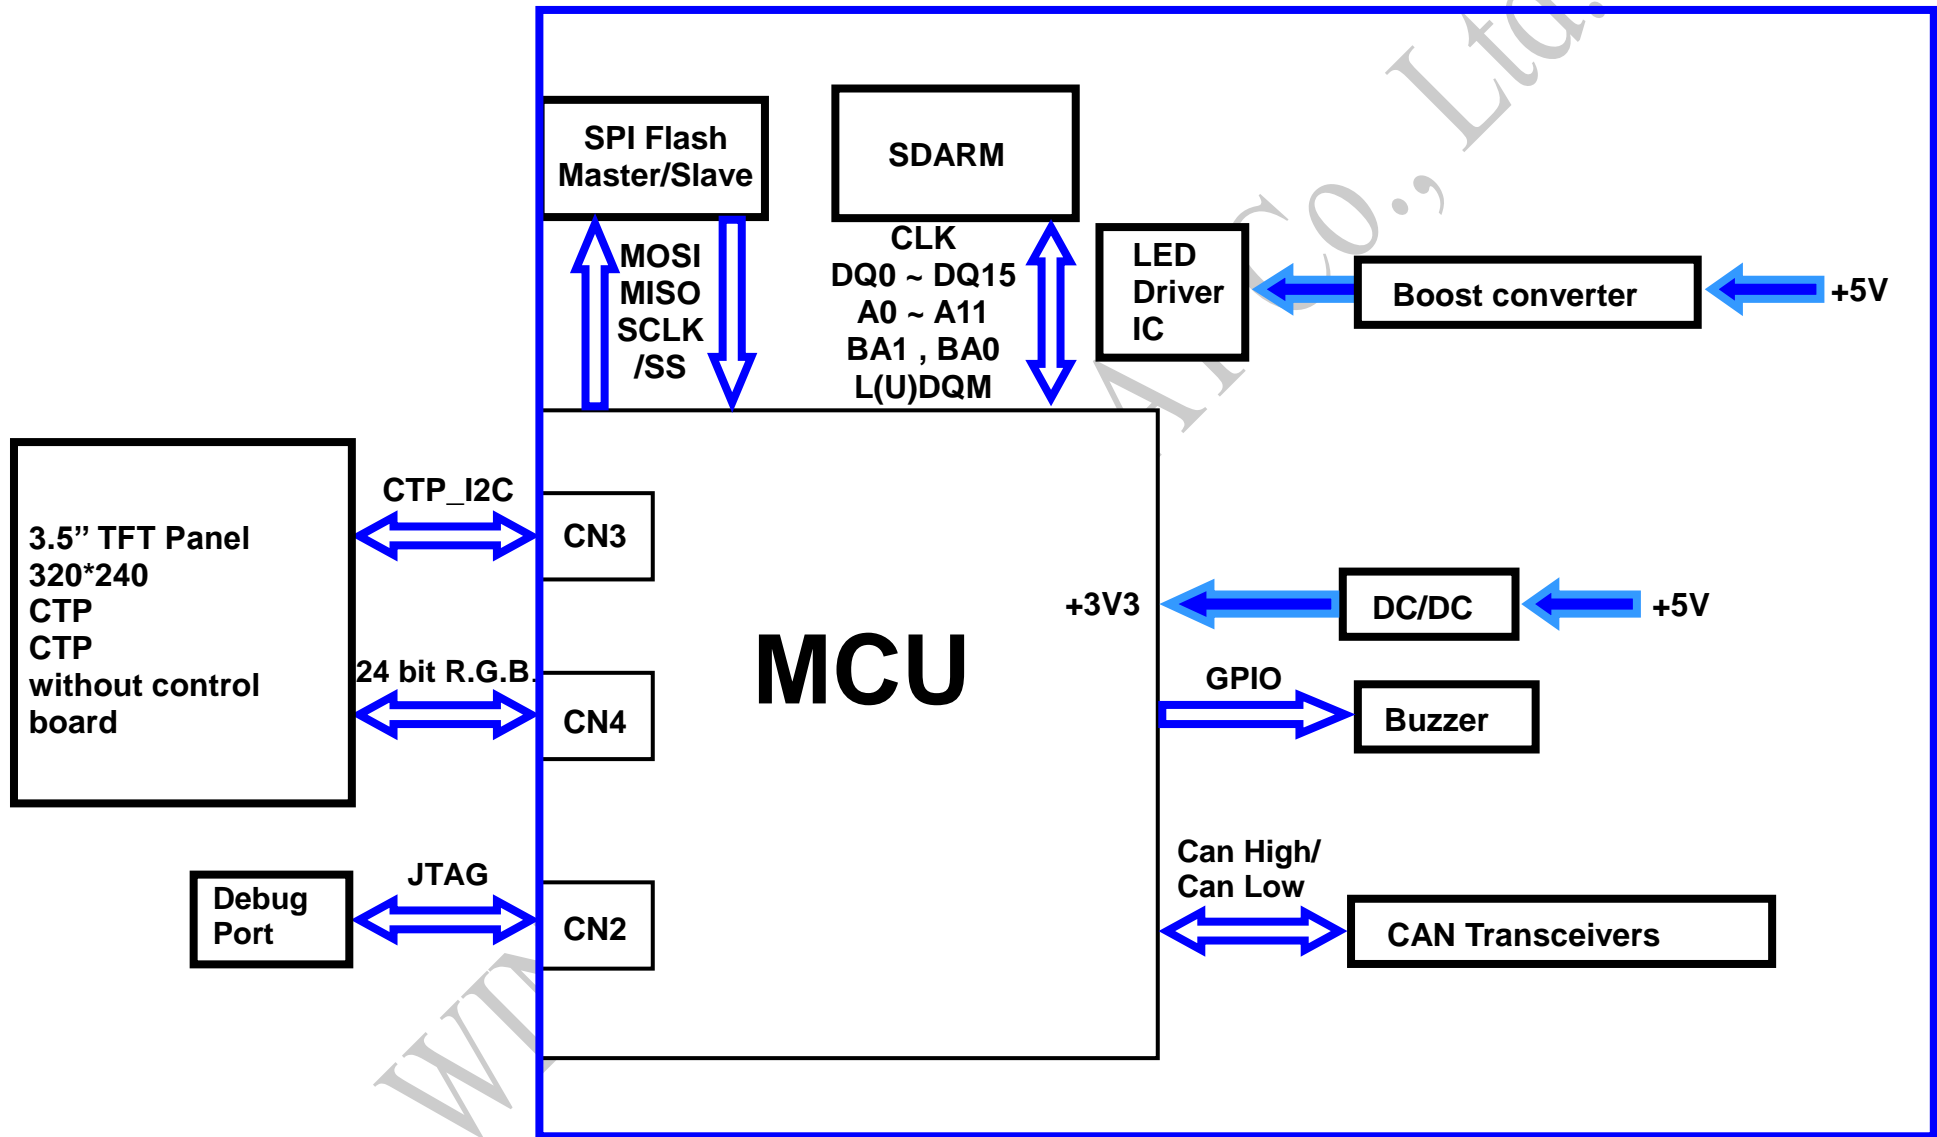 SPI Flash
Master/Slave
SDARM
MOSI
MISO
SCLK
/SS
CLK
DQ0 ~ DQ15
A0 ~ A11
BA1 , BA0
L(U)DQM
LED
Driver
IC
Boost converter
+5V
3.5’’ TFT Panel
320*240
CTP
CTP
without control
board
CTP_I2C
CN3
24 bit R.G.B.
CN4
MCU
+3V3
DC/DC
+5V
GPIO
Buzzer
Debug
Port
JTAG
CN2
Can High/
Can Low
CAN Transceivers
Co., Ltd.